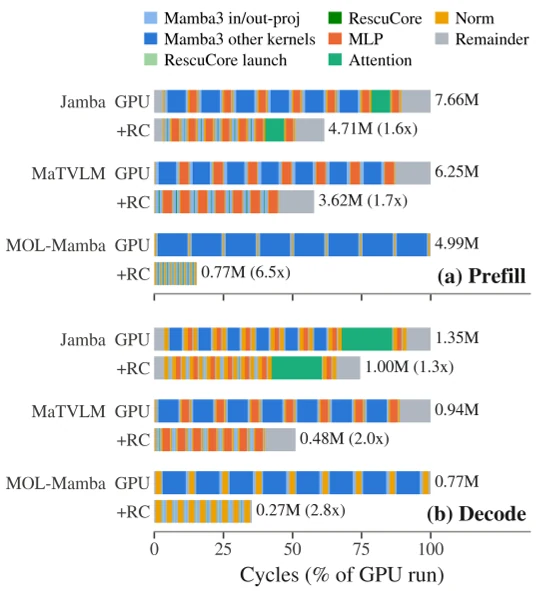 Mamba3 in/out-proj RescuCore Norm
Mamba3 other kernels MLP Remainder
RescuCore launch Attention
Jamba GPU 7.66M
+RC 4.71M (1.6x)
MaTVLM GPU 6.25M
+RC 3.62M (1.7x)
MOL-Mamba GPU 4.99M
+RC 0.77M (6.5x) (a) Prefill
Jamba GPU 1.35M
+RC 1.00M (1.3x)
MaTVLM GPU 0.94M
+RC 0.48M (2.0x)
MOL-Mamba GPU 0.77M
+RC 0.27M (2.8x) (b) Decode
0 25 50 75 100
Cycles (% of GPU run)